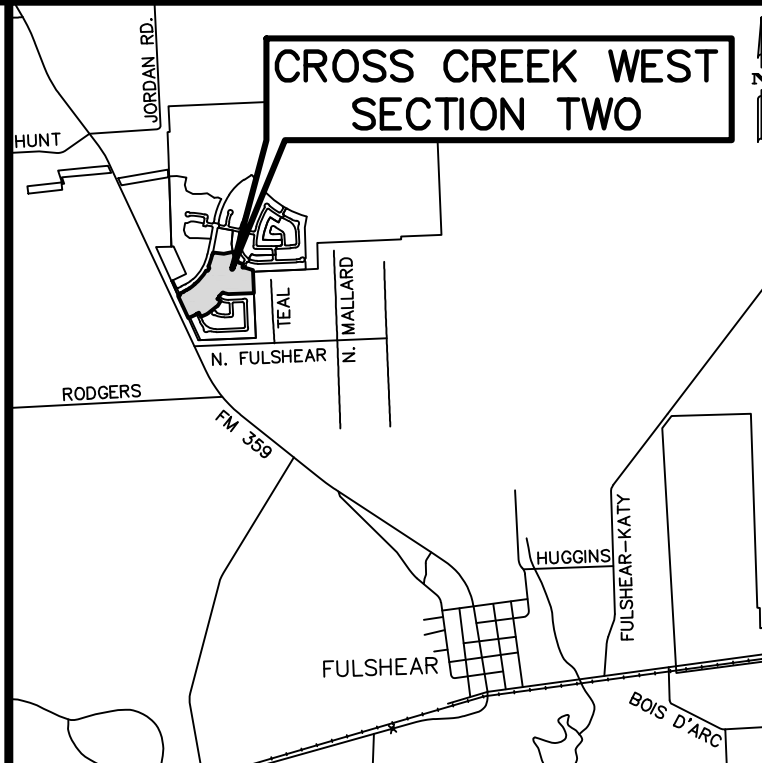 JORDAN RD.
CROSS CREEK WEST
SECTION TWO
N
HUNT
TEAL
N. MALLARD
N. FULSHEAR
RODGERS
FM 359
HUGGINS
FULSHEAR-KATY
FULSHEAR
BOIS D'ARC